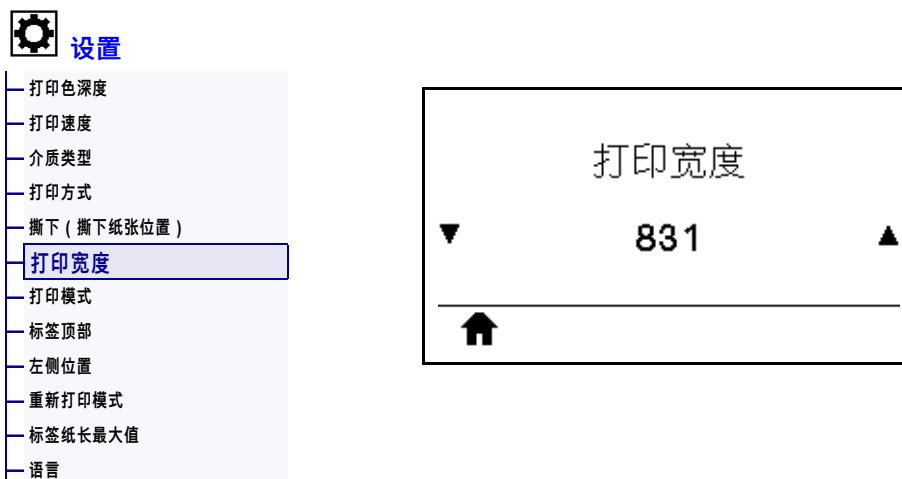 设置
打印色深度
打印速度
介质类型
打印方式
撕下（撕下纸张位置）
打印宽度
打印模式
标签顶部
左侧位置
重新打印模式
标签纸长最大值
语言
打印宽度
831